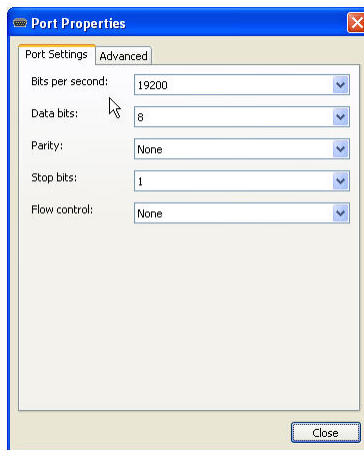 Port Properties
Port Settings Advanced
Bits per second: 19200
Data bits: 8
Parity: None
Stop bits: 1
Flow control: None
Close